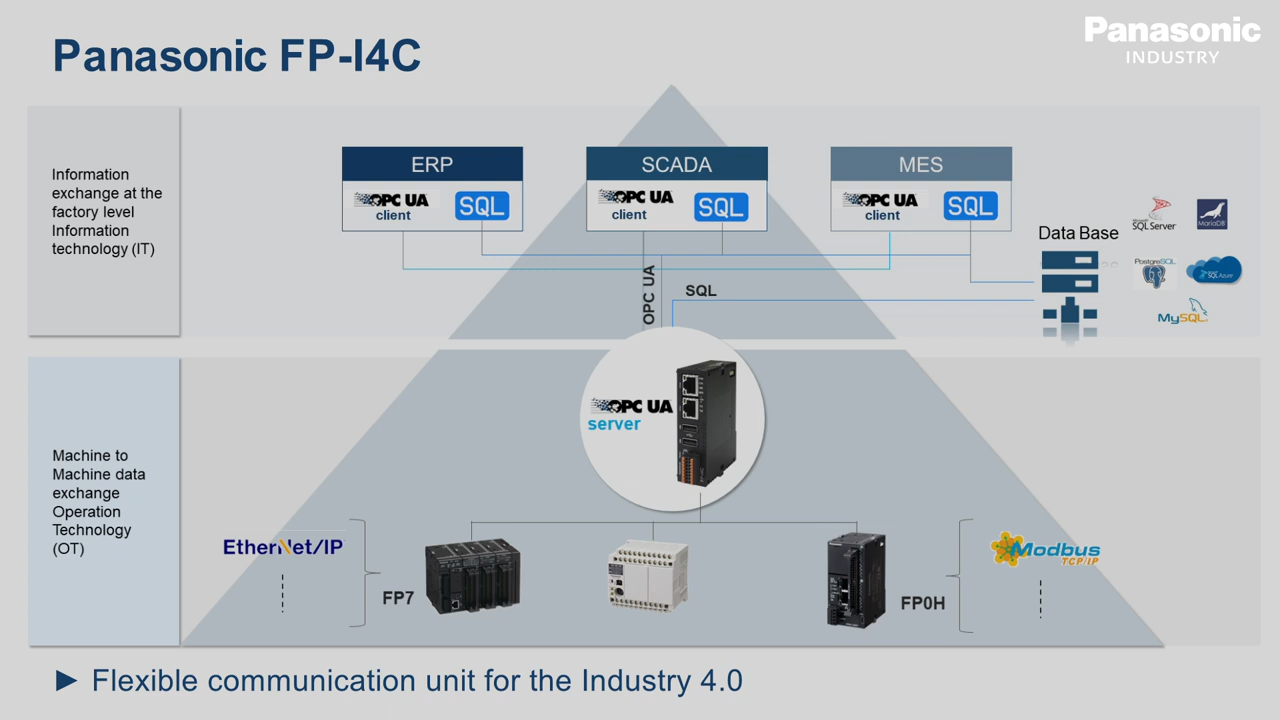 Panasonic FP-I4C
Panasonic
INDUSTRY
Information
exchange at the
factory level
Information
technology (IT)
ERP
OPC UA
client
SQL
SCADA
OPC UA
client
SQL
MES
OPC UA
client
SQL
Data Base
Microsoft
SQL Server
MariaDB
PostgreSQL
SQL Azure
MySQL
OPC UA
SQL
OPC UA
server
Machine to
Machine data
exchange
Operation
Technology
(OT)
EtherNet/IP
FP7
FP0H
Modbus
TCP/IP
► Flexible communication unit for the Industry 4.0